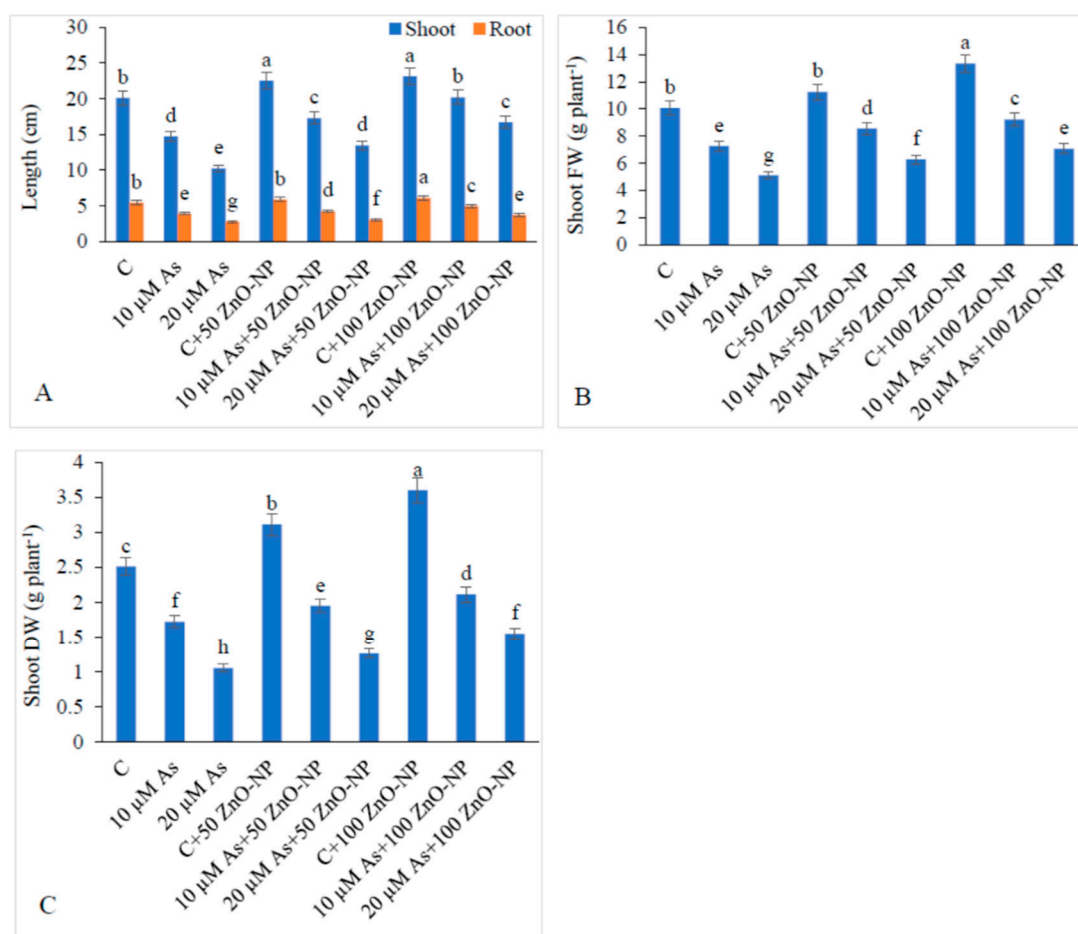 Shoot Root
30
25
20
15
10
5
0
Length (cm)
b
d
e
a
c
d
a
b
c
b
e
g
b
d
f
a
c
e
C
10 µM As
20 µM As
C+50 ZnO-NP
10 µM As+50 ZnO-NP
20 µM As+50 ZnO-NP
C+100 ZnO-NP
10 µM As+100 ZnO-NP
20 µM As+100 ZnO-NP
A
16
14
12
10
8
6
4
2
0
Shoot FW (g plant⁻¹)
b
e
g
b
d
f
a
c
e
C
10 µM As
20 µM As
C+50 ZnO-NP
10 µM As+50 ZnO-NP
20 µM As+50 ZnO-NP
C+100 ZnO-NP
10 µM As+100 ZnO-NP
20 µM As+100 ZnO-NP
B
4
3.5
3
2.5
2
1.5
1
0.5
0
Shoot DW (g plant⁻¹)
c
f
h
b
e
g
a
d
f
C
10 µM As
20 µM As
C+50 ZnO-NP
10 µM As+50 ZnO-NP
20 µM As+50 ZnO-NP
C+100 ZnO-NP
10 µM As+100 ZnO-NP
20 µM As+100 ZnO-NP
C